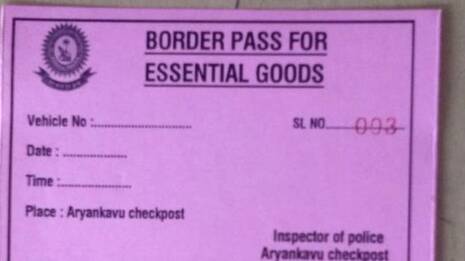 BORDER PASS FOR
ESSENTIAL GOODS
Vehicle No :..............................
SL NO............003
Date : ....................
Time :......................
Place : Aryankavu checkpost
Inspector of police
Aryankavu checkpost